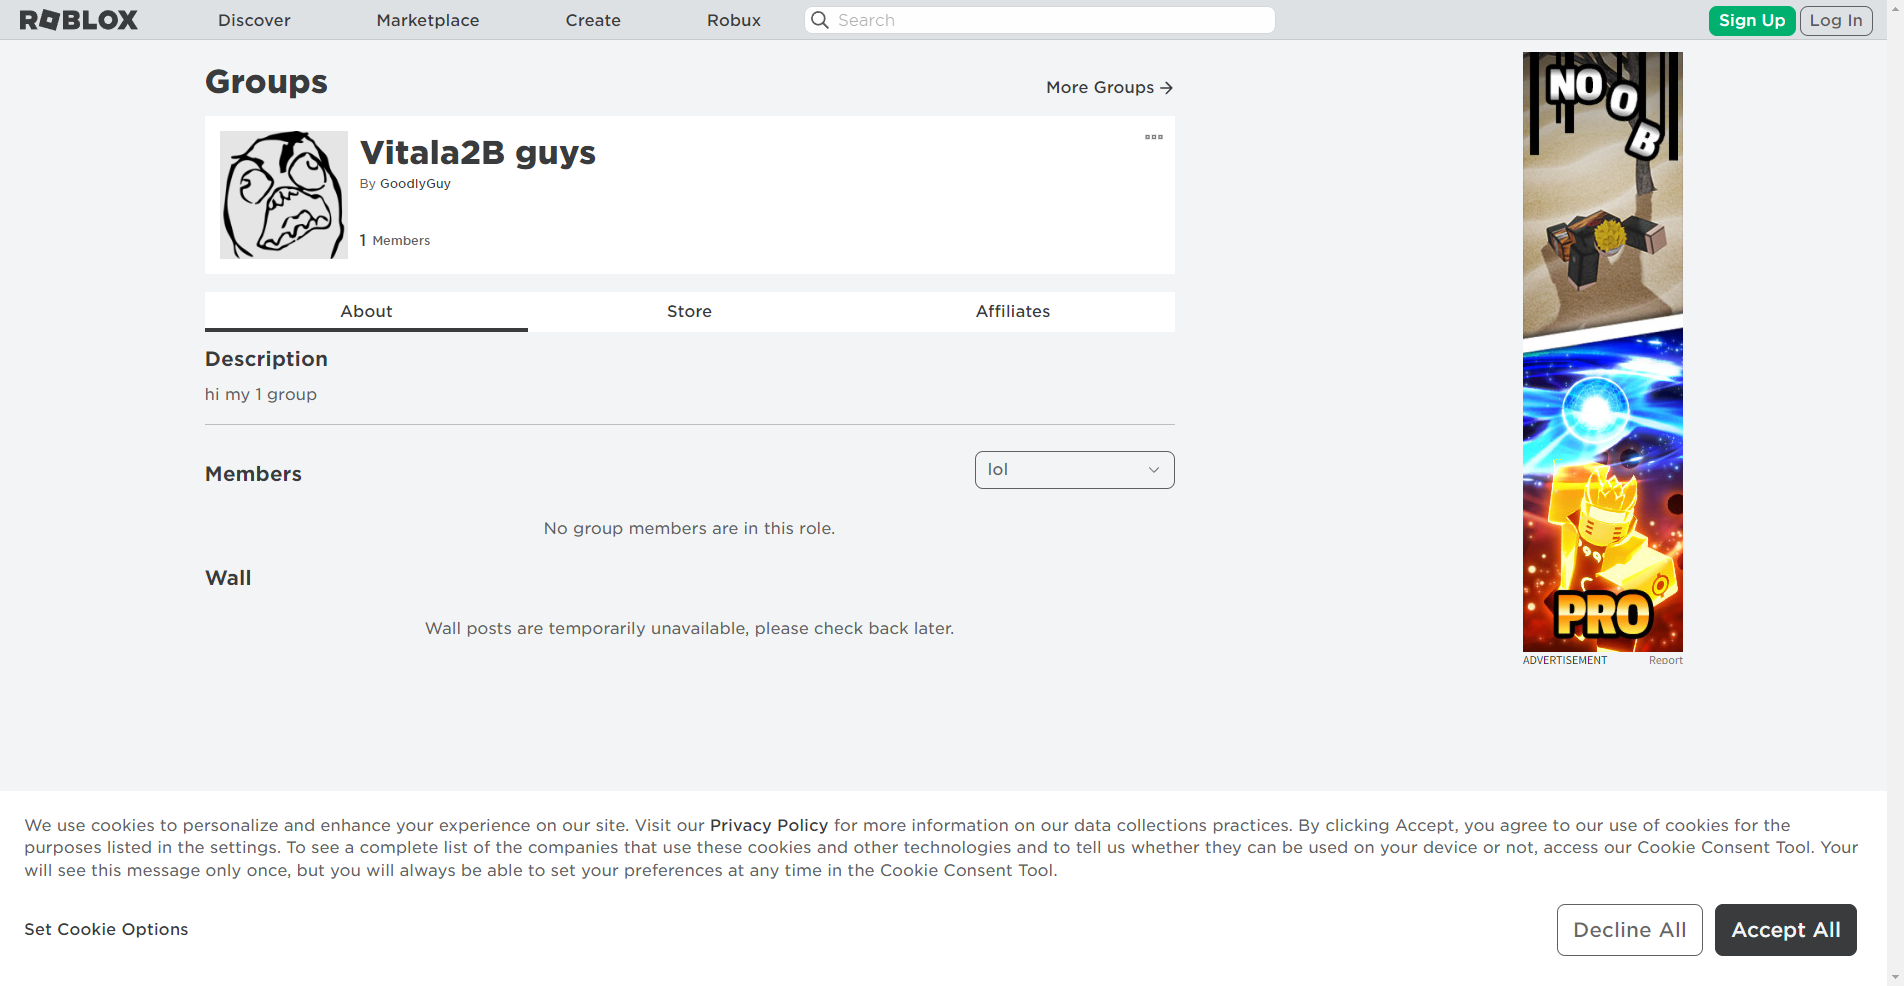 ROBLOX Discover Marketplace Create Robux Search Sign Up Log In
Groups More Groups →
Vitala2B guys
By GoodlyGuy
1 Members
About Store Affiliates
Description
hi my 1 group
Members lol
No group members are in this role.
Wall
Wall posts are temporarily unavailable, please check back later.
NOOB
PRO
ADVERTISEMENT Report
We use cookies to personalize and enhance your experience on our site. Visit our Privacy Policy for more information on our data collections practices. By clicking Accept, you agree to our use of cookies for the
purposes listed in the settings. To see a complete list of the companies that use these cookies and other technologies and to tell us whether they can be used on your device or not, access our Cookie Consent Tool. Your
will see this message only once, but you will always be able to set your preferences at any time in the Cookie Consent Tool.
Set Cookie Options Decline All Accept All